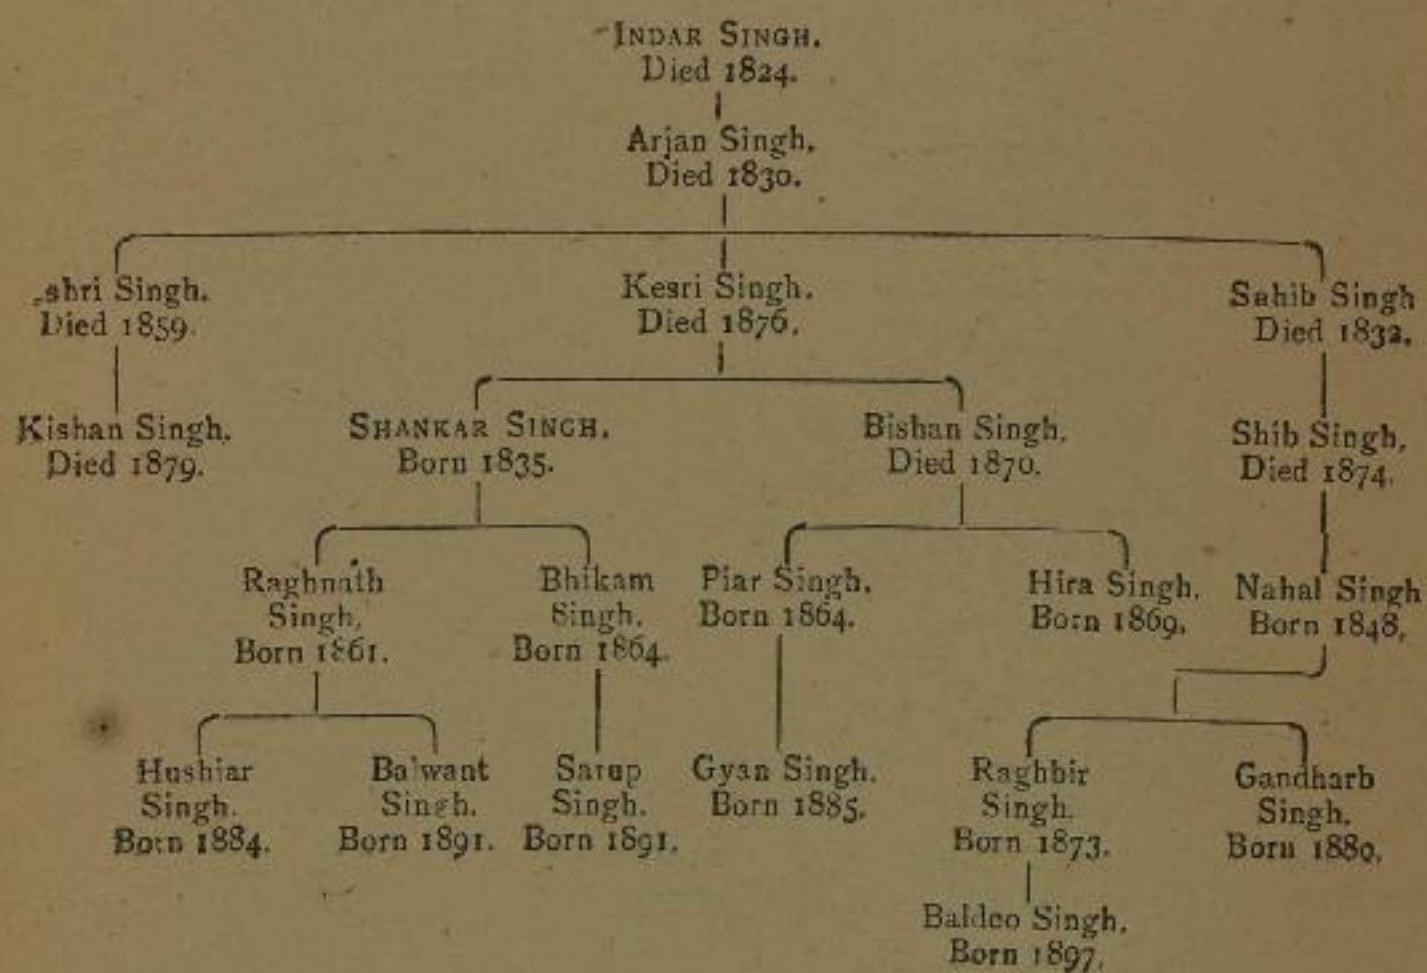 INDAR SINGH.
Died 1824.
Arjan Singh.
Died 1830.
shri Singh.
Died 1859.
Kesri Singh.
Died 1876.
Sahib Singh
Died 1832.
Kishan Singh.
Died 1879.
SHANKAR SINGH.
Born 1835.
Bishan Singh.
Died 1870.
Shib Singh.
Died 1874.
Raghnath
Singh.
Born 1861.
Bhikam
Singh.
Born 1864.
Piar Singh.
Born 1864.
Hira Singh.
Born 1869.
Nahal Singh
Born 1848.
Hushiar
Singh.
Born 1884.
Balwant
Singh.
Born 1891.
Sarup
Singh.
Born 1891.
Gyan Singh.
Born 1885.
Raghbir
Singh.
Born 1873.
Gandharb
Singh.
Born 1880.
Baldeo Singh.
Born 1897.